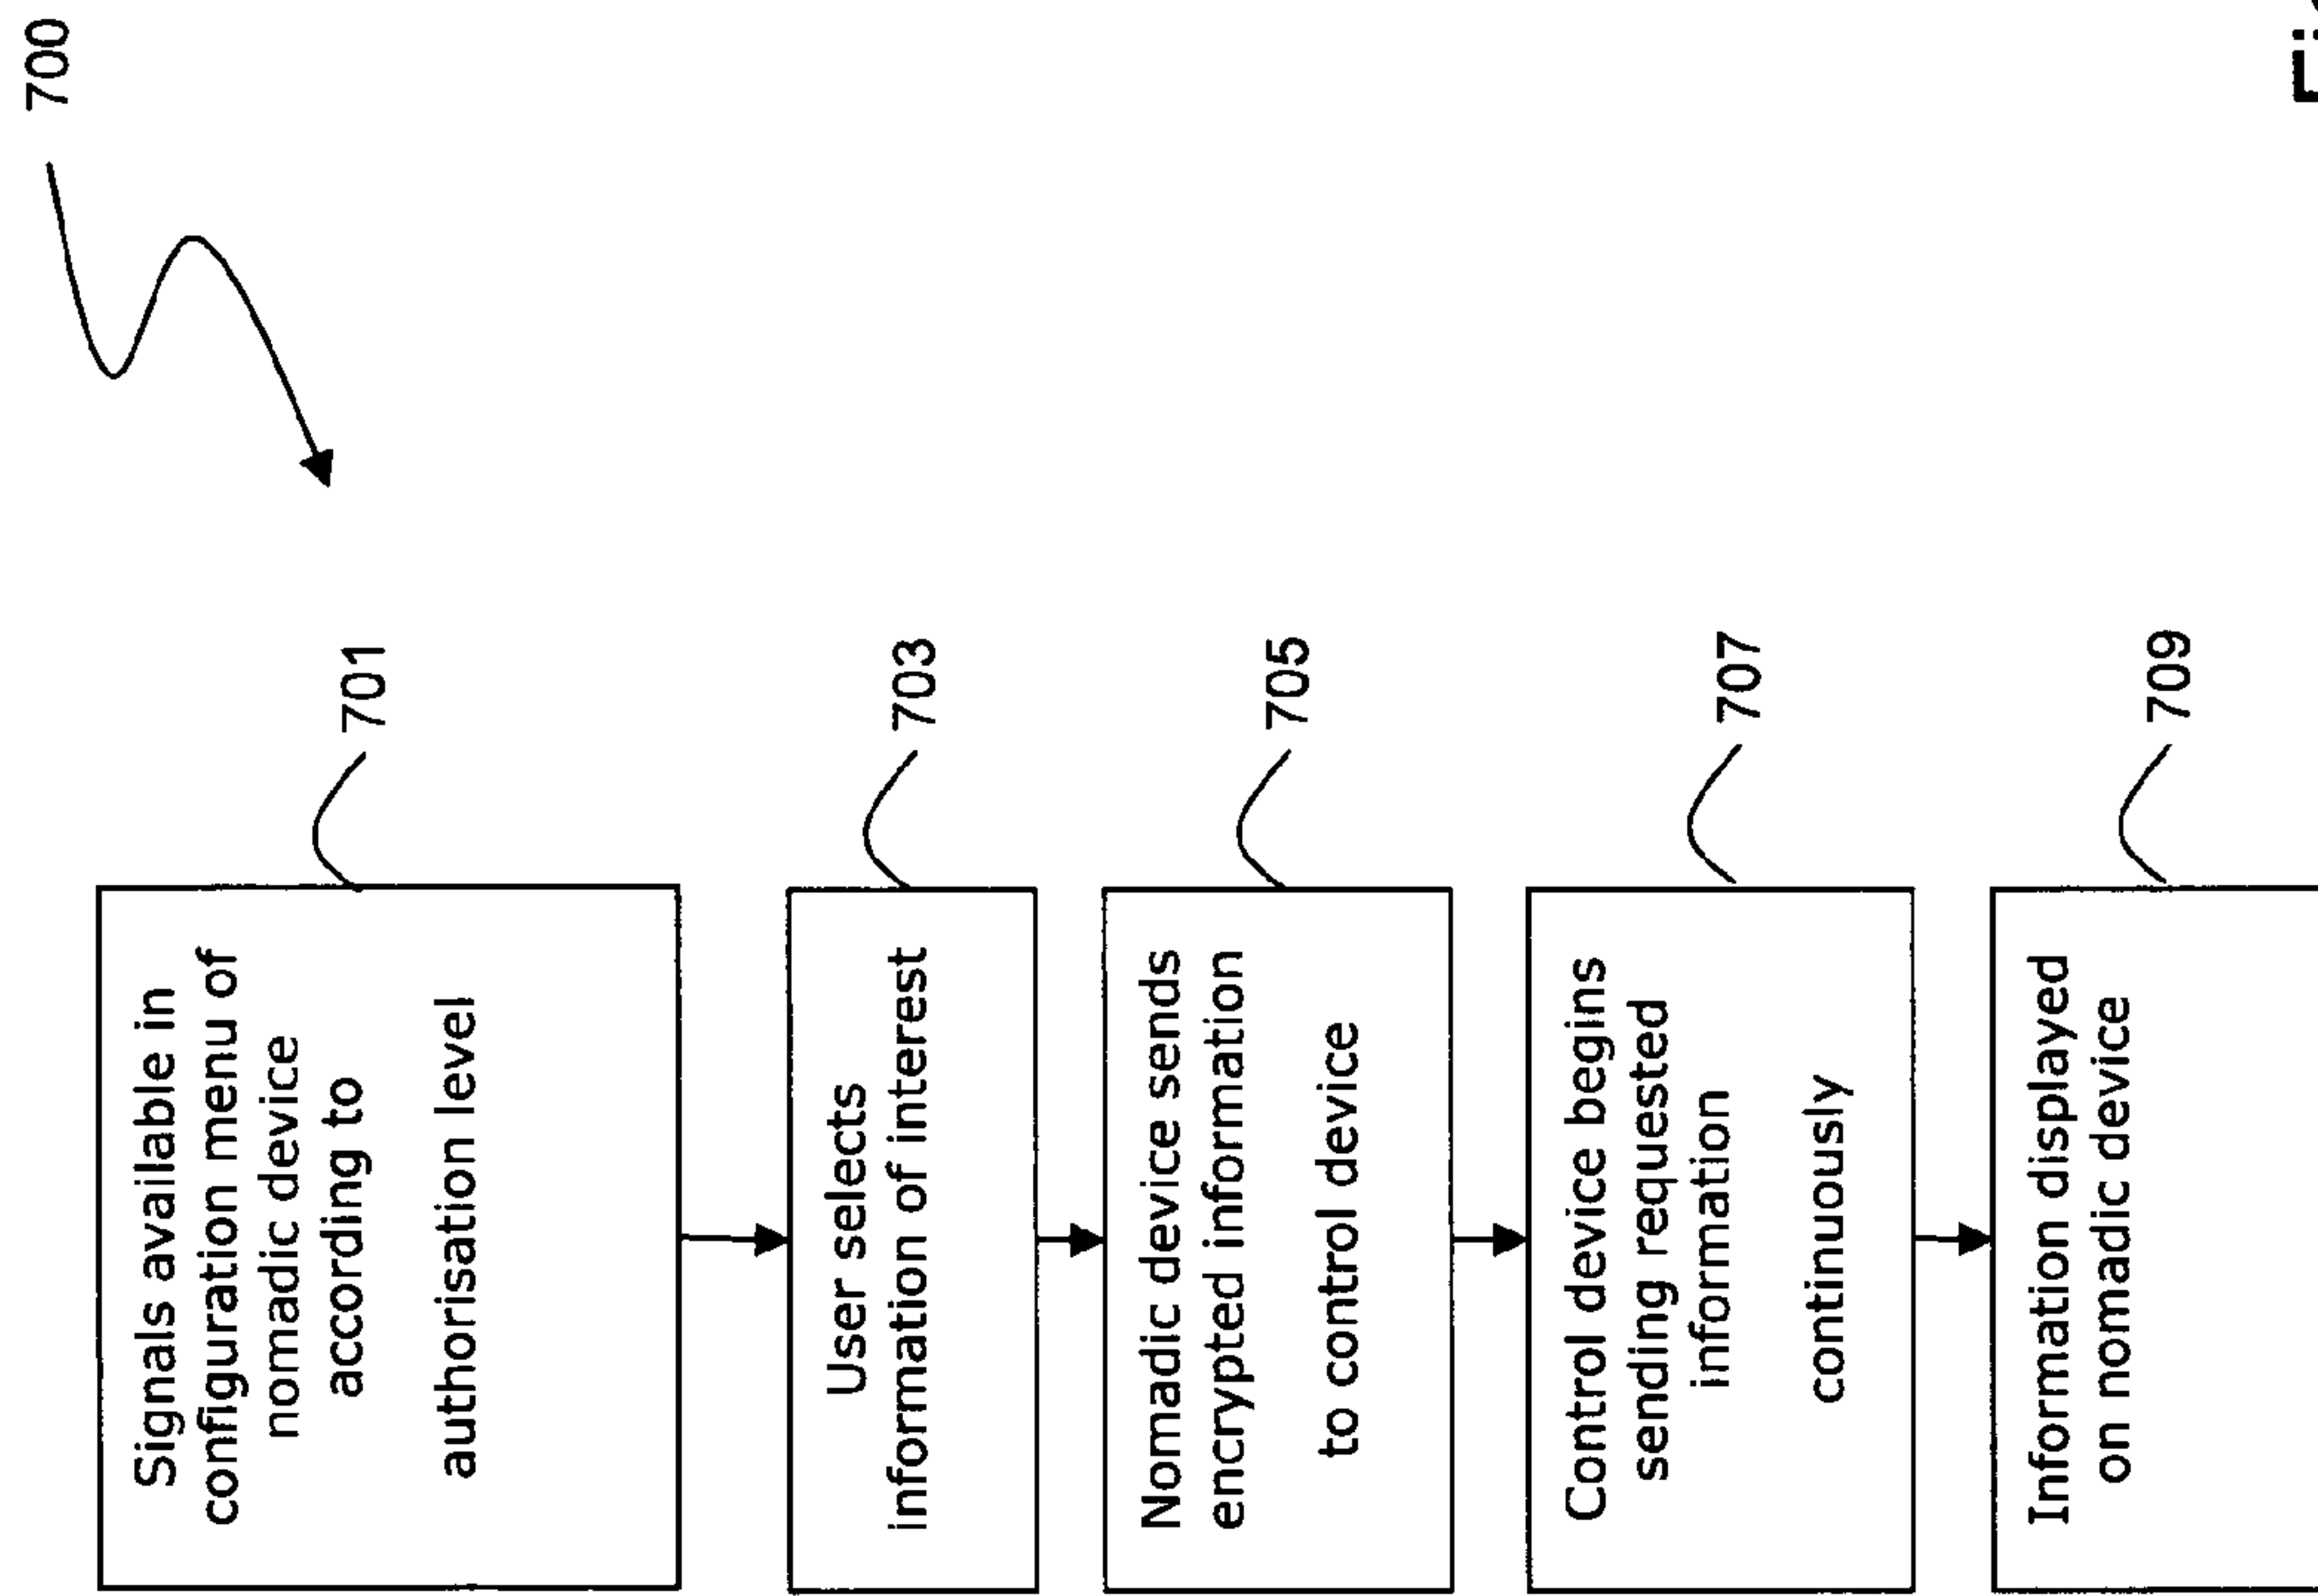 700
Signals available in
configuration menu of
nomadic device
according to
authorisation level
701
User selects
information of interest
703
Nomadic device sends
encrypted information
to control device
705
Control device begins
sending requested
information
continuously
707
Information displayed
on nomadic device
709